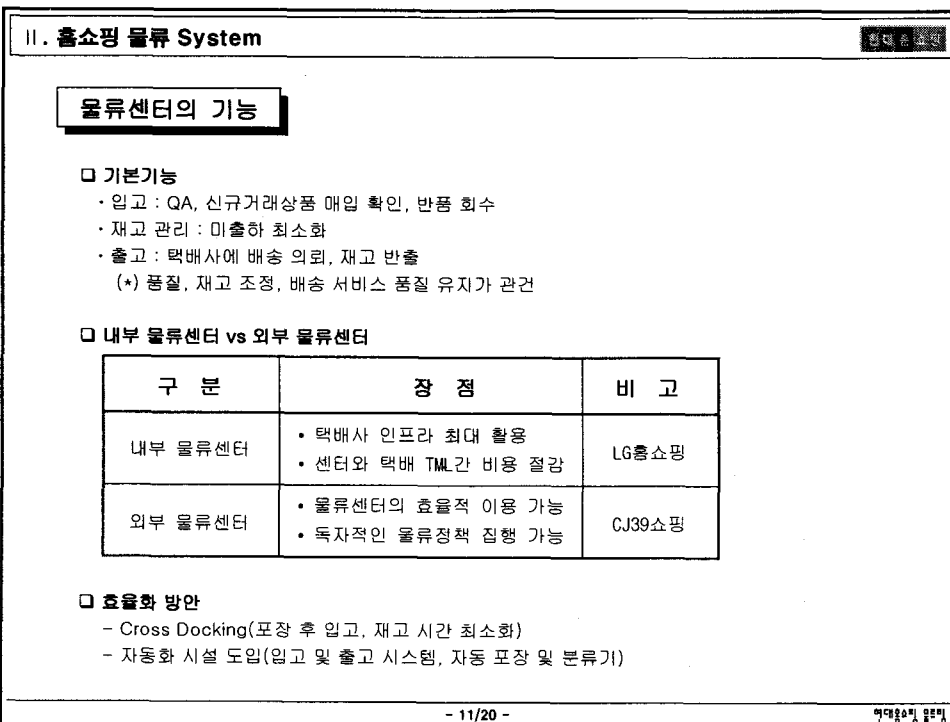 II. 홈쇼핑 물류 System
현대홈쇼핑
물류센터의 기능
❑ 기본기능
・입고 : QA, 신규거래상품 매입 확인, 반품 회수
・재고 관리 : 미출하 최소화
・출고 : 택배사에 배송 의뢰, 재고 반출
(*) 품질, 재고 조정, 배송 서비스 품질 유지가 관건
❑ 내부 물류센터 vs 외부 물류센터
구 분 장 점 비 고
내부 물류센터
• 택배사 인프라 최대 활용
• 센터와 택배 TML간 비용 절감
LG홈쇼핑
외부 물류센터
• 물류센터의 효율적 이용 가능
• 독자적인 물류정책 집행 가능
CJ39쇼핑
❑ 효율화 방안
– Cross Docking(포장 후 입고, 재고 시간 최소화)
– 자동화 시설 도입(입고 및 출고 시스템, 자동 포장 및 분류기)
- 11/20 -
현대홈쇼핑